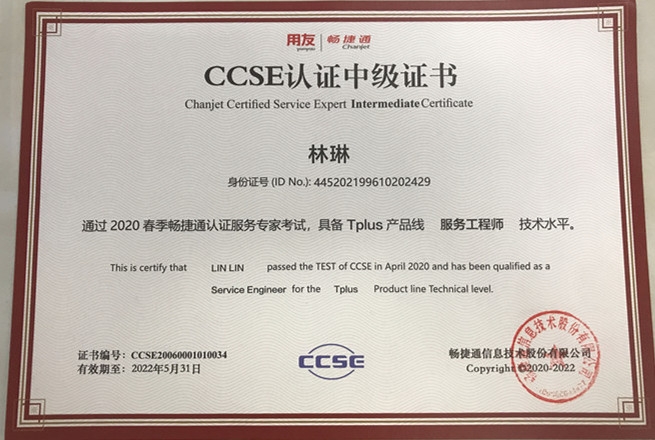 用友 畅捷通
yonyou Chanjet
CCSE认证中级证书
Chanjet Certified Service Expert Intermediate Certificate
林琳
身份证号 (ID No.): 445202199610202429
通过 2020 春季畅捷通认证服务专家考试，具备 Tplus 产品线 服务工程师 技术水平。
This is certify that LIN LIN passed the TEST of CCSE in April 2020 and has been qualified as a
Service Engineer for the Tplus Product line Technical level.
证书编号： CCSE20060001010034
有效期至： 2022年5月31日
CCSE
畅捷通信息技术股份有限公司
Copyright ©2020-2022